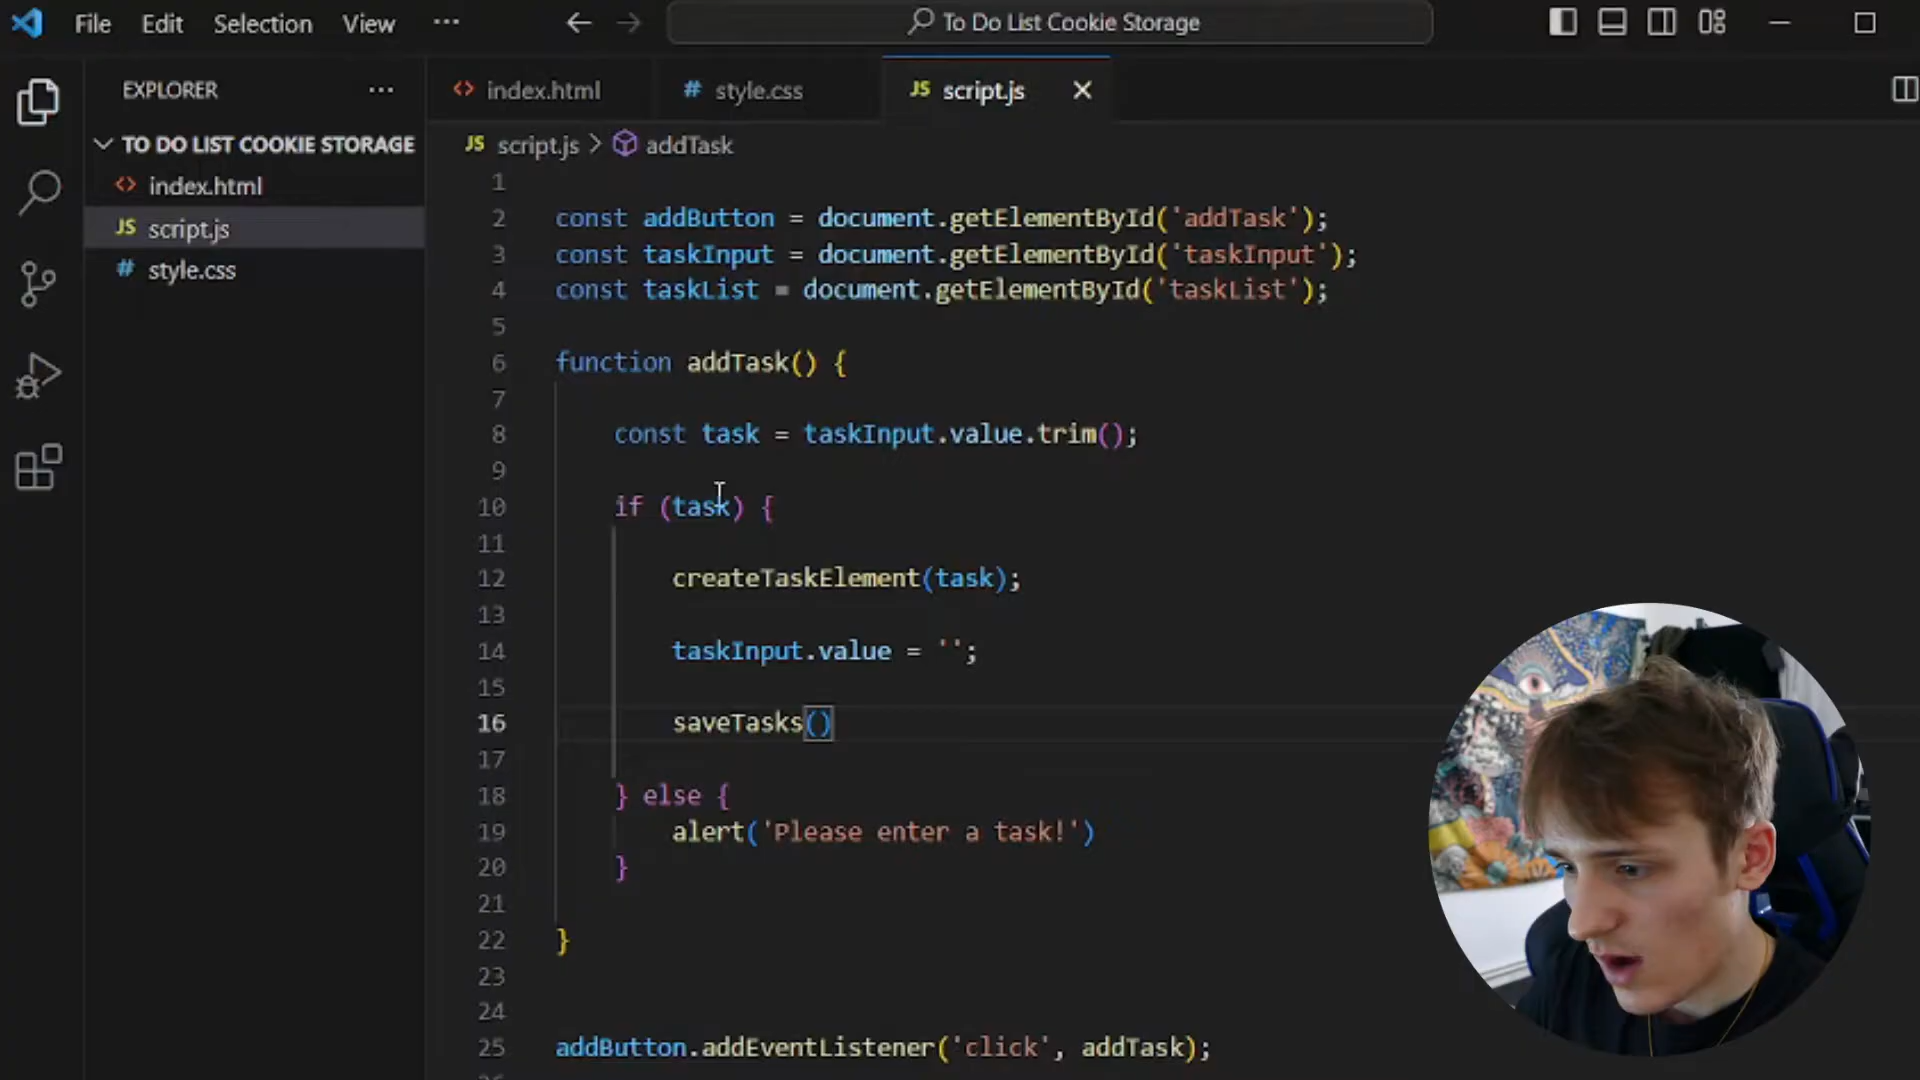 File Edit Selection View ...
To Do List Cookie Storage
EXPLORER ...
TO DO LIST COOKIE STORAGE
<> index.html
JS script.js
# style.css
<> index.html # style.css JS script.js
JS script.js > addTask
1
2 const addButton = document.getElementById('addTask');
3 const taskInput = document.getElementById('taskInput');
4 const taskList = document.getElementById('taskList');
5
6 function addTask() {
7
8 const task = taskInput.value.trim();
9
10 if (task) {
11
12 createTaskElement(task);
13
14 taskInput.value = '';
15
16 saveTasks()
17
18 } else {
19 alert('Please enter a task!')
20 }
21
22 }
23
24
25 addButton.addEventListener('click', addTask);